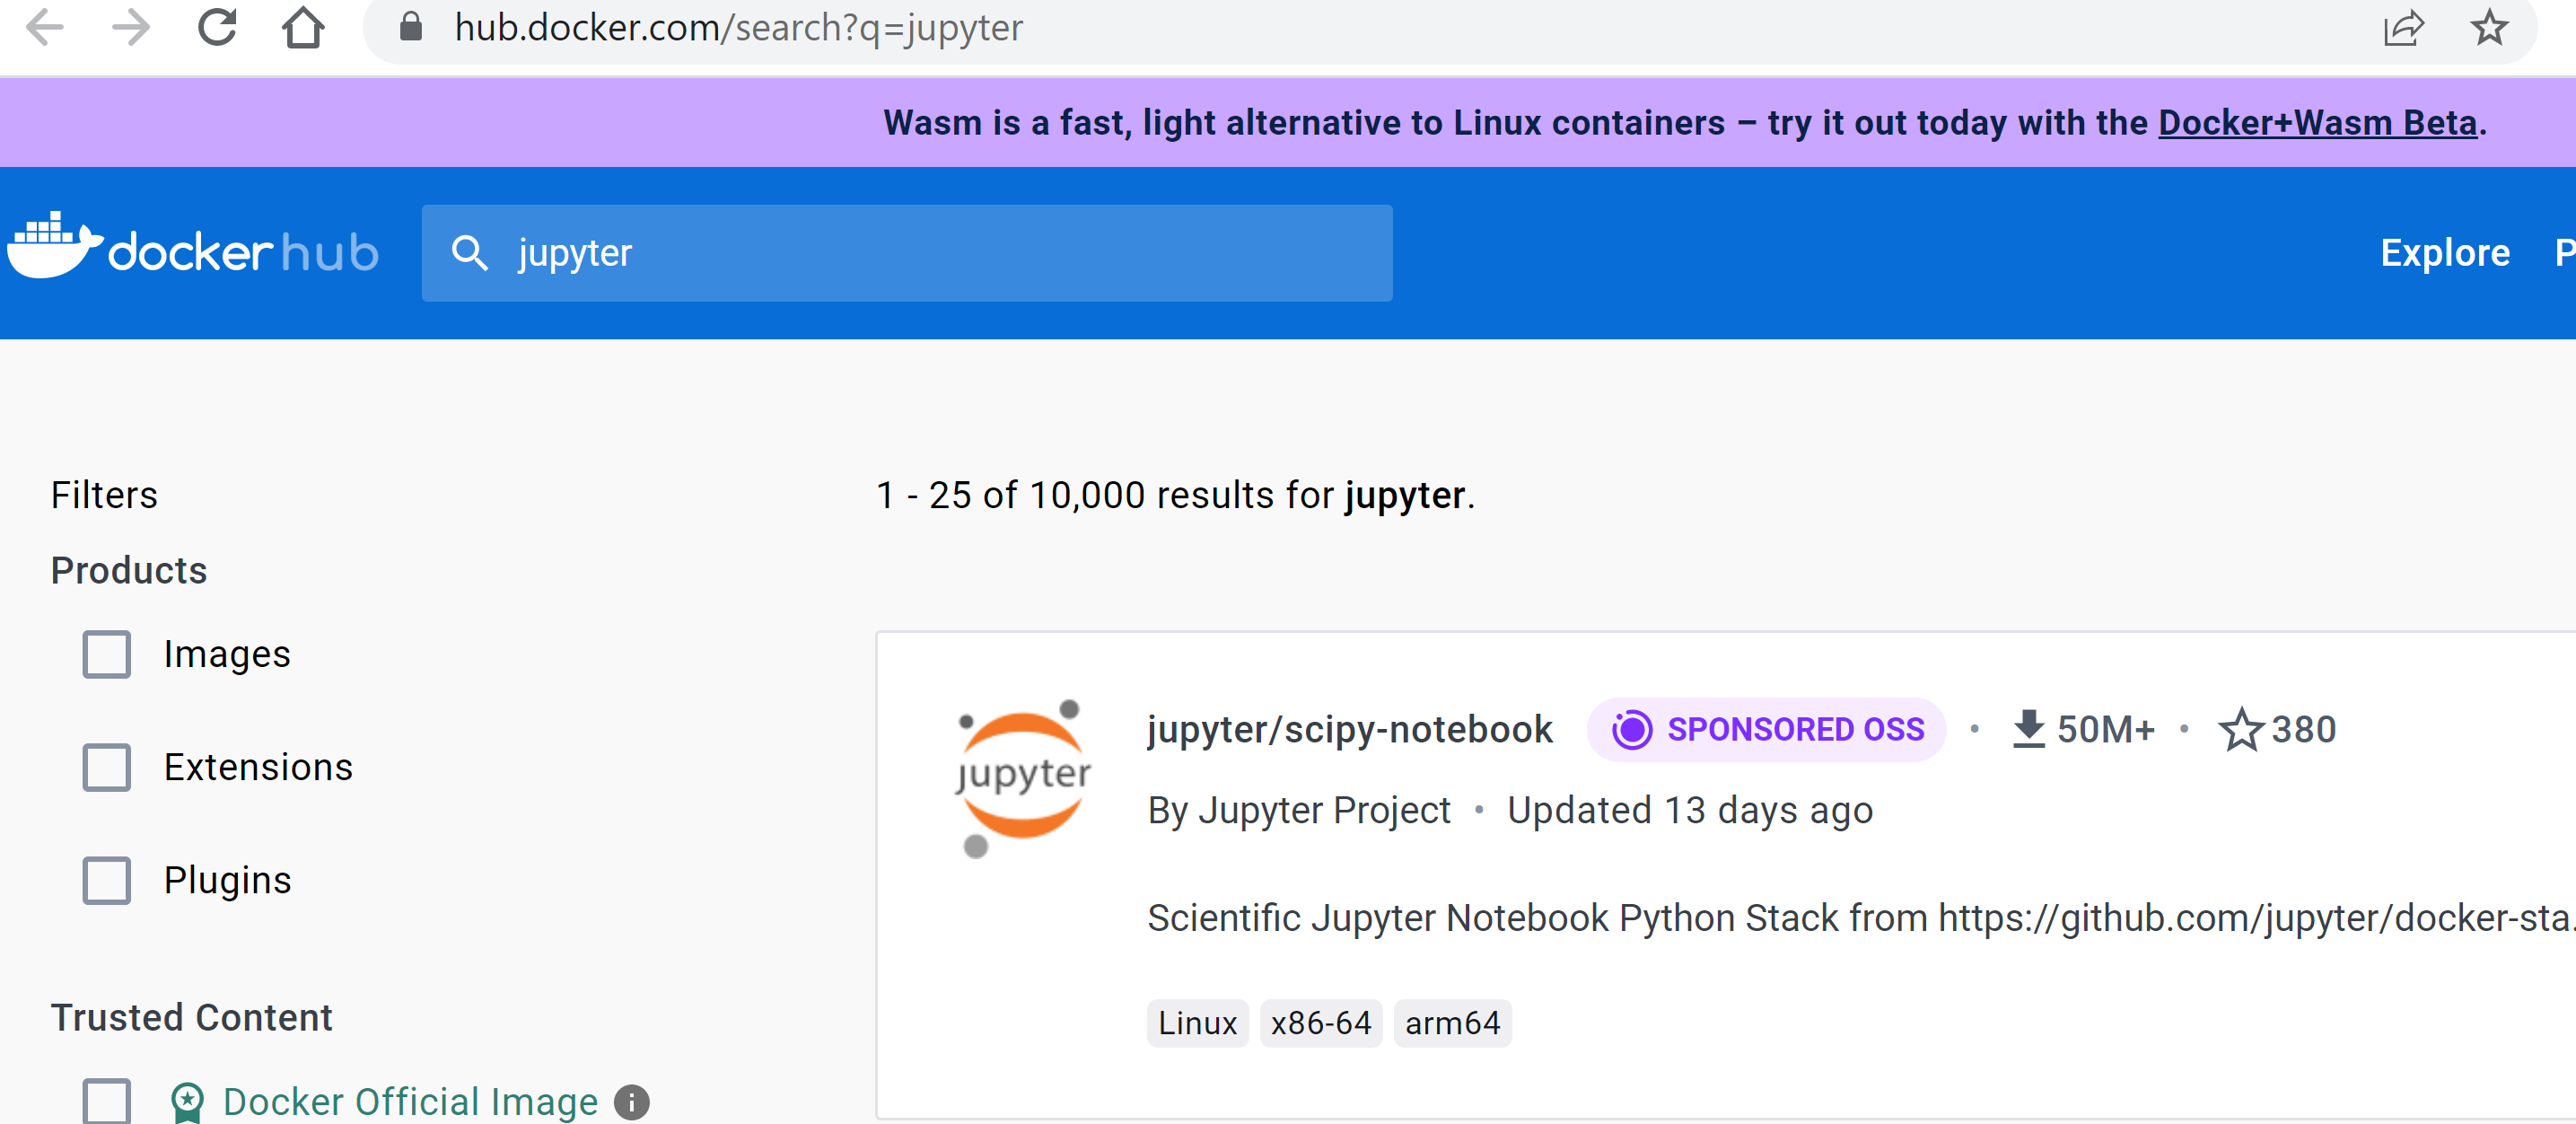 hub.docker.com/search?q=jupyter
Wasm is a fast, light alternative to Linux containers – try it out today with the Docker+Wasm Beta.
docker hub
jupyter
Explore
P
Filters
Products
Images
Extensions
Plugins
Trusted Content
Docker Official Image
1 - 25 of 10,000 results for jupyter.
jupyter
jupyter/scipy-notebook SPONSORED OSS • 50M+ • 380
By Jupyter Project • Updated 13 days ago
Scientific Jupyter Notebook Python Stack from https://github.com/jupyter/docker-sta.
Linux x86-64 arm64